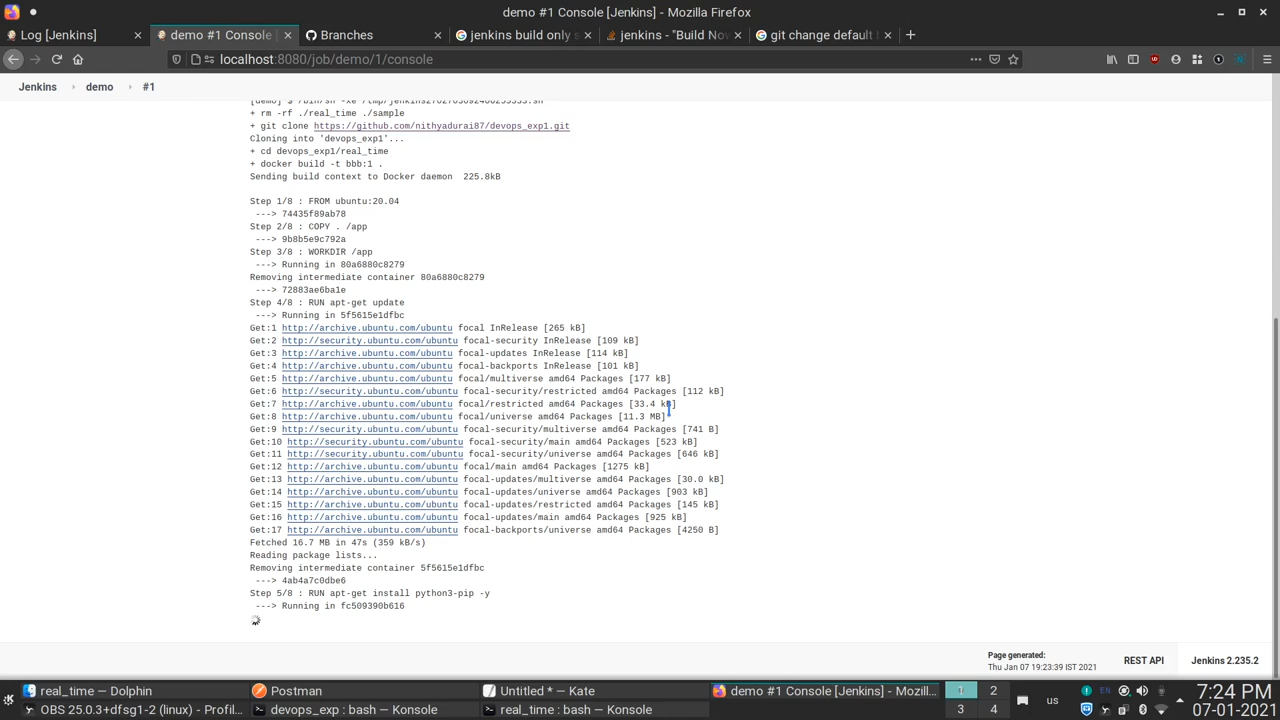 demo #1 Console [Jenkins] - Mozilla Firefox
Log [Jenkins]
demo #1 Console [
Branches
jenkins build only s
jenkins - "Build Nov
git change default b
localhost:8080/job/demo/1/console
Jenkins
demo
#1
+ rm -rf ./real_time ./sample
+ git clone https://github.com/nithyadurai87/devops_exp1.git
Cloning into 'devops_exp1'...
+ cd devops_exp1/real_time
+ docker build -t bbb:1 .
Sending build context to Docker daemon  225.8kB
Step 1/8 : FROM ubuntu:20.04
---> 74435f89ab78
Step 2/8 : COPY . /app
---> 9b8b5e9c792a
Step 3/8 : WORKDIR /app
---> Running in 80a6880c8279
Removing intermediate container 80a6880c8279
---> 72883ae6ba1e
Step 4/8 : RUN apt-get update
---> Running in 5f5615e1dfbc
Get:1 http://archive.ubuntu.com/ubuntu focal InRelease [265 kB]
Get:2 http://security.ubuntu.com/ubuntu focal-security InRelease [109 kB]
Get:3 http://archive.ubuntu.com/ubuntu focal-updates InRelease [114 kB]
Get:4 http://archive.ubuntu.com/ubuntu focal-backports InRelease [101 kB]
Get:5 http://archive.ubuntu.com/ubuntu focal/multiverse amd64 Packages [177 kB]
Get:6 http://security.ubuntu.com/ubuntu focal-security/restricted amd64 Packages [112 kB]
Get:7 http://archive.ubuntu.com/ubuntu focal/restricted amd64 Packages [33.4 kB]
Get:8 http://archive.ubuntu.com/ubuntu focal/universe amd64 Packages [11.3 MB]
Get:9 http://security.ubuntu.com/ubuntu focal-security/multiverse amd64 Packages [741 B]
Get:10 http://security.ubuntu.com/ubuntu focal-security/main amd64 Packages [523 kB]
Get:11 http://security.ubuntu.com/ubuntu focal-security/universe amd64 Packages [646 kB]
Get:12 http://archive.ubuntu.com/ubuntu focal/main amd64 Packages [1275 kB]
Get:13 http://archive.ubuntu.com/ubuntu focal-updates/multiverse amd64 Packages [30.0 kB]
Get:14 http://archive.ubuntu.com/ubuntu focal-updates/universe amd64 Packages [903 kB]
Get:15 http://archive.ubuntu.com/ubuntu focal-updates/restricted amd64 Packages [145 kB]
Get:16 http://archive.ubuntu.com/ubuntu focal-updates/main amd64 Packages [925 kB]
Get:17 http://archive.ubuntu.com/ubuntu focal-backports/universe amd64 Packages [4250 B]
Fetched 16.7 MB in 47s (359 kB/s)
Reading package lists...
Removing intermediate container 5f5615e1dfbc
---> 4ab4a7c0dbe6
Step 5/8 : RUN apt-get install python3-pip -y
---> Running in fc509390b616
Page generated:
Thu Jan 07 19:23:39 IST 2021
REST API
Jenkins 2.235.2
real_time — Dolphin
Postman
Untitled * — Kate
demo #1 Console [Jenkins] - Mozill...
1
2
us
7:24 PM
OBS 25.0.3+dfsg1-2 (linux) - Profil...
devops_exp : bash — Konsole
real_time : bash — Konsole
3
4
07-01-2021